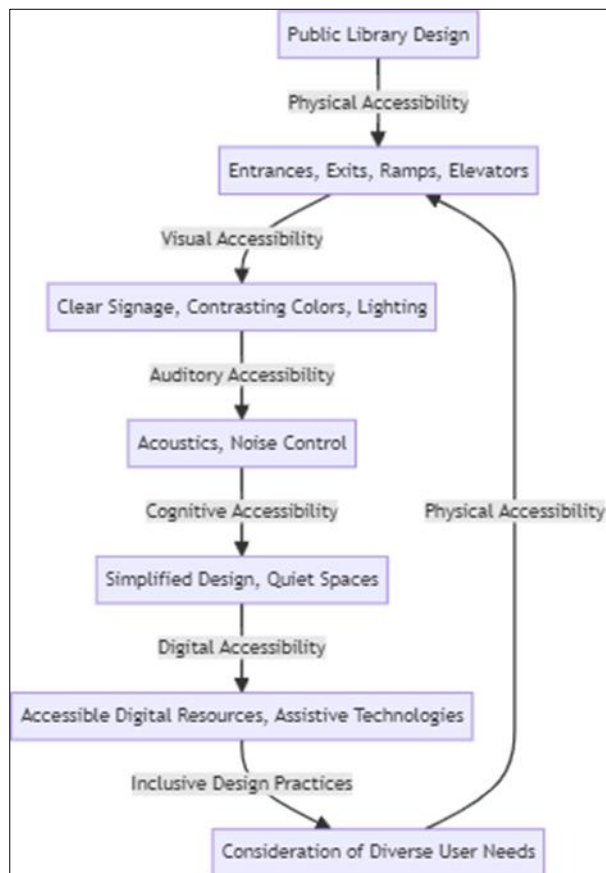 Public Library Design
Physical Accessibility
Entrances, Exits, Ramps, Elevators
Visual Accessibility
Clear Signage, Contrasting Colors, Lighting
Auditory Accessibility
Acoustics, Noise Control
Cognitive Accessibility
Physical Accessibility
Simplified Design, Quiet Spaces
Digital Accessibility
Accessible Digital Resources, Assistive Technologies
Inclusive Design Practices
Consideration of Diverse User Needs